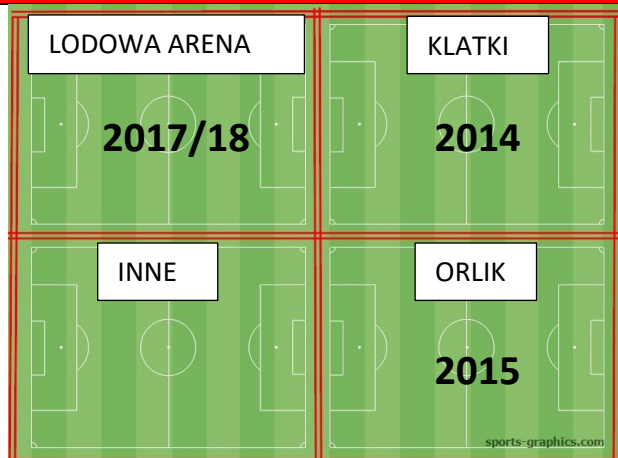 LODOWA ARENA
2017/18
KLATKI
2014
INNE
ORLIK
2015
sports-graphics.com